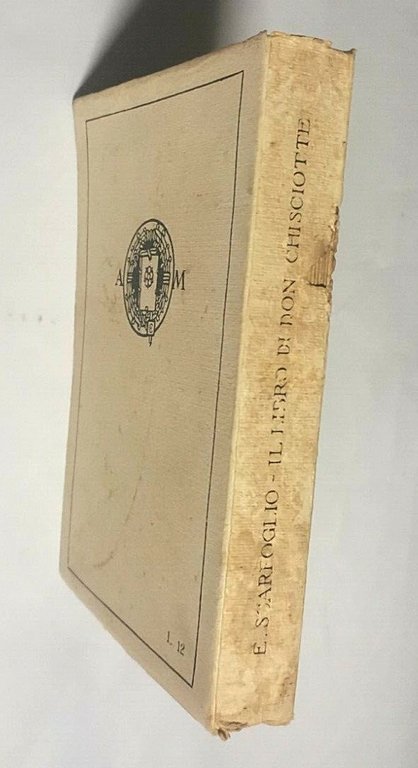 E. SCARFOGLIO - IL LIBRO DI DON CHISCIOTTE
A M
L. 12